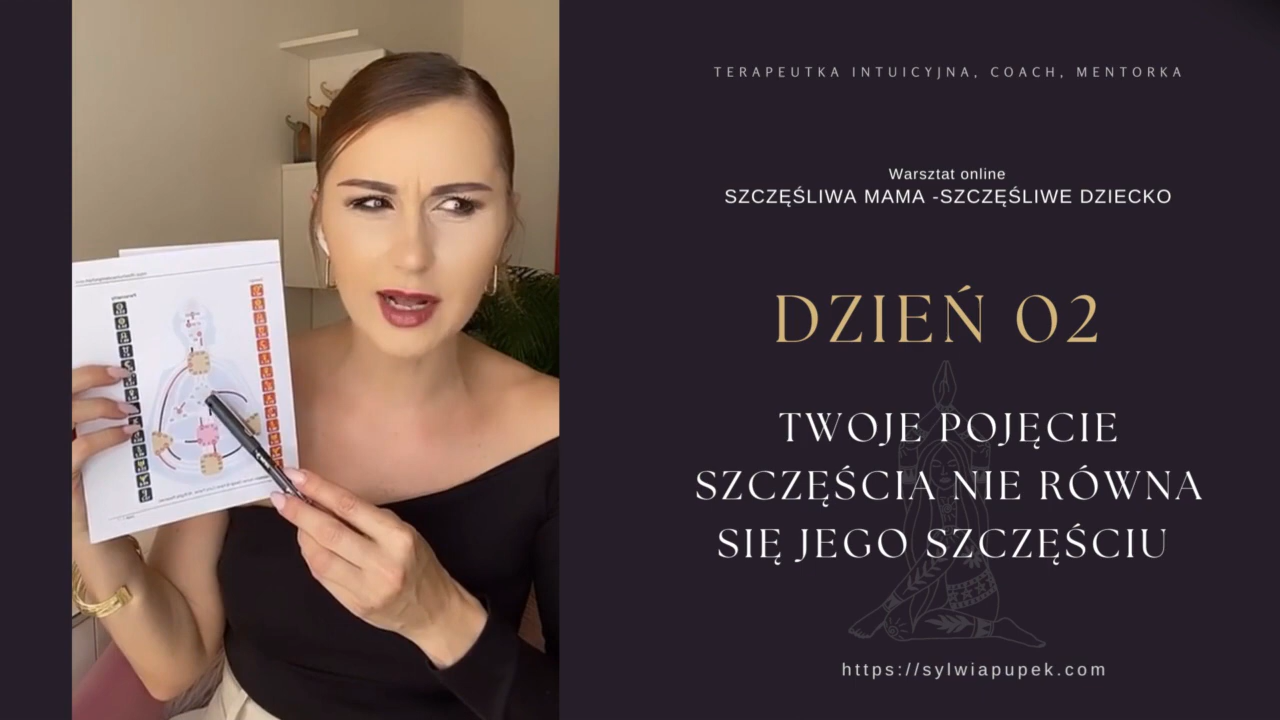 TERAPEUTKA INTUICYJNA, COACH, MENTORKA
Warsztat online
SZCZĘŚLIWA MAMA -SZCZĘŚLIWE DZIECKO
DZIEŃ 02
TWOJE POJĘCIE
SZCZĘŚCIA NIE RÓWNA
SIĘ JEGO SZCZĘŚCIU
https://sylwiapupek.com